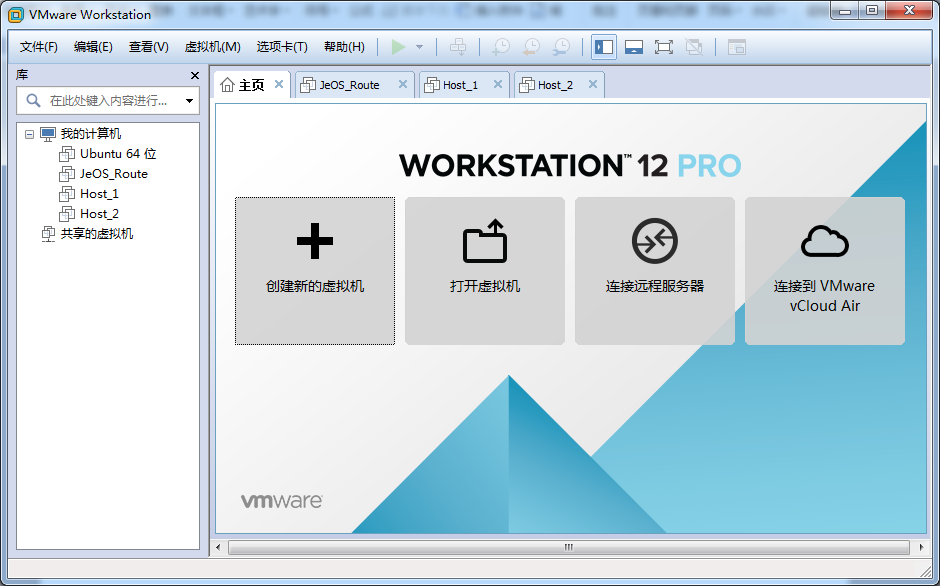 VMware Workstation
文件(F) 编辑(E) 查看(V) 虚拟机(M) 选项卡(T) 帮助(H)
库
在此处键入内容进行...
我的计算机
Ubuntu 64 位
JeOS_Route
Host_1
Host_2
共享的虚拟机
主页 JeOS_Route Host_1 Host_2
WORKSTATION™ 12 PRO
创建新的虚拟机
打开虚拟机
连接远程服务器
连接到 VMware
vCloud Air
vmware